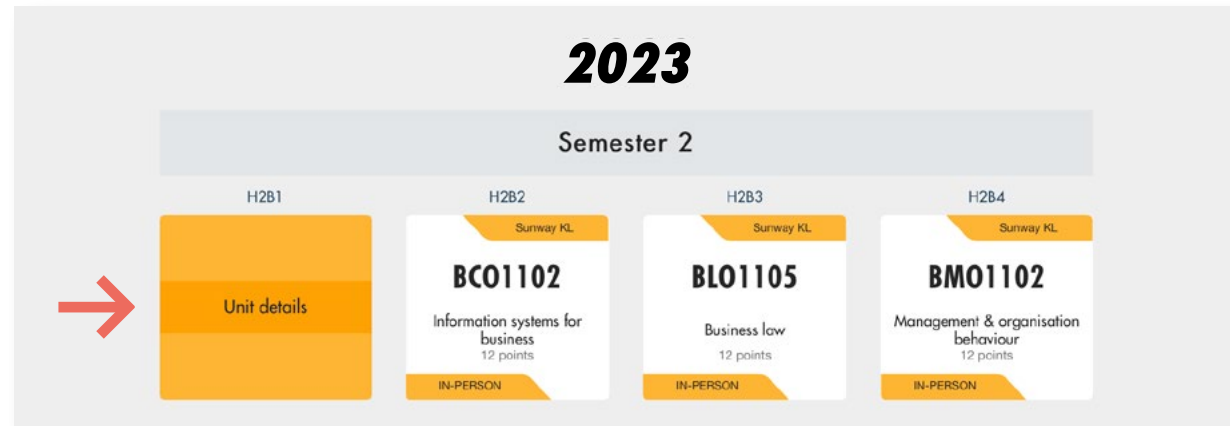 2023
Semester 2
H2B1
H2B2
H2B3
H2B4
Unit details
Sunway KL
BCO1102
Information systems for
business
12 points
IN-PERSON
Sunway KL
BLO1105
Business law
12 points
IN-PERSON
Sunway KL
BMO1102
Management & organisation
behaviour
12 points
IN-PERSON